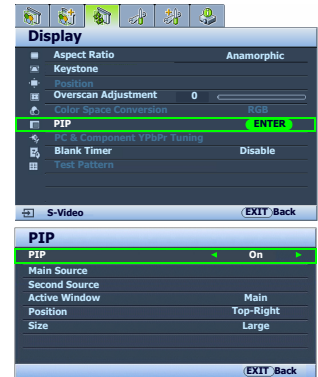 Display
Aspect Ratio Anamorphic
Keystone
Position
Overscan Adjustment 0
Color Space Conversion RGB
PIP ENTER
PC & Component YPbPr Tuning
Blank Timer Disable
Test Pattern
S-Video EXIT Back
PIP
PIP On
Main Source
Second Source
Active Window Main
Position Top-Right
Size Large
EXIT Back